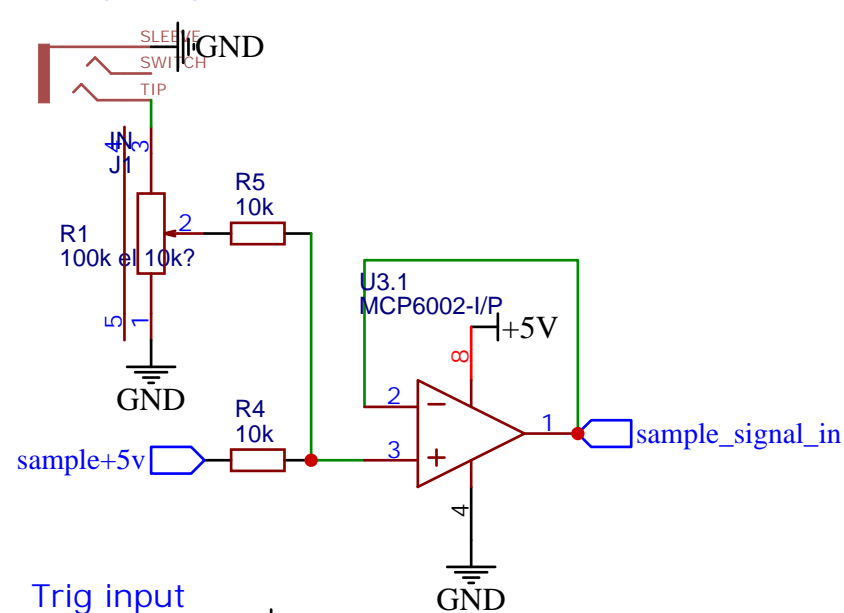 SLEEVE
GND
SWITCH
TIP
IN
J1
4
3
R5
10k
2
R1
100k el 10k?
5
1
GND
U3.1
MCP6002-I/P
+5V
8
2
1
sample_signal_in
R4
10k
sample+5v
3
4
GND
Trig input